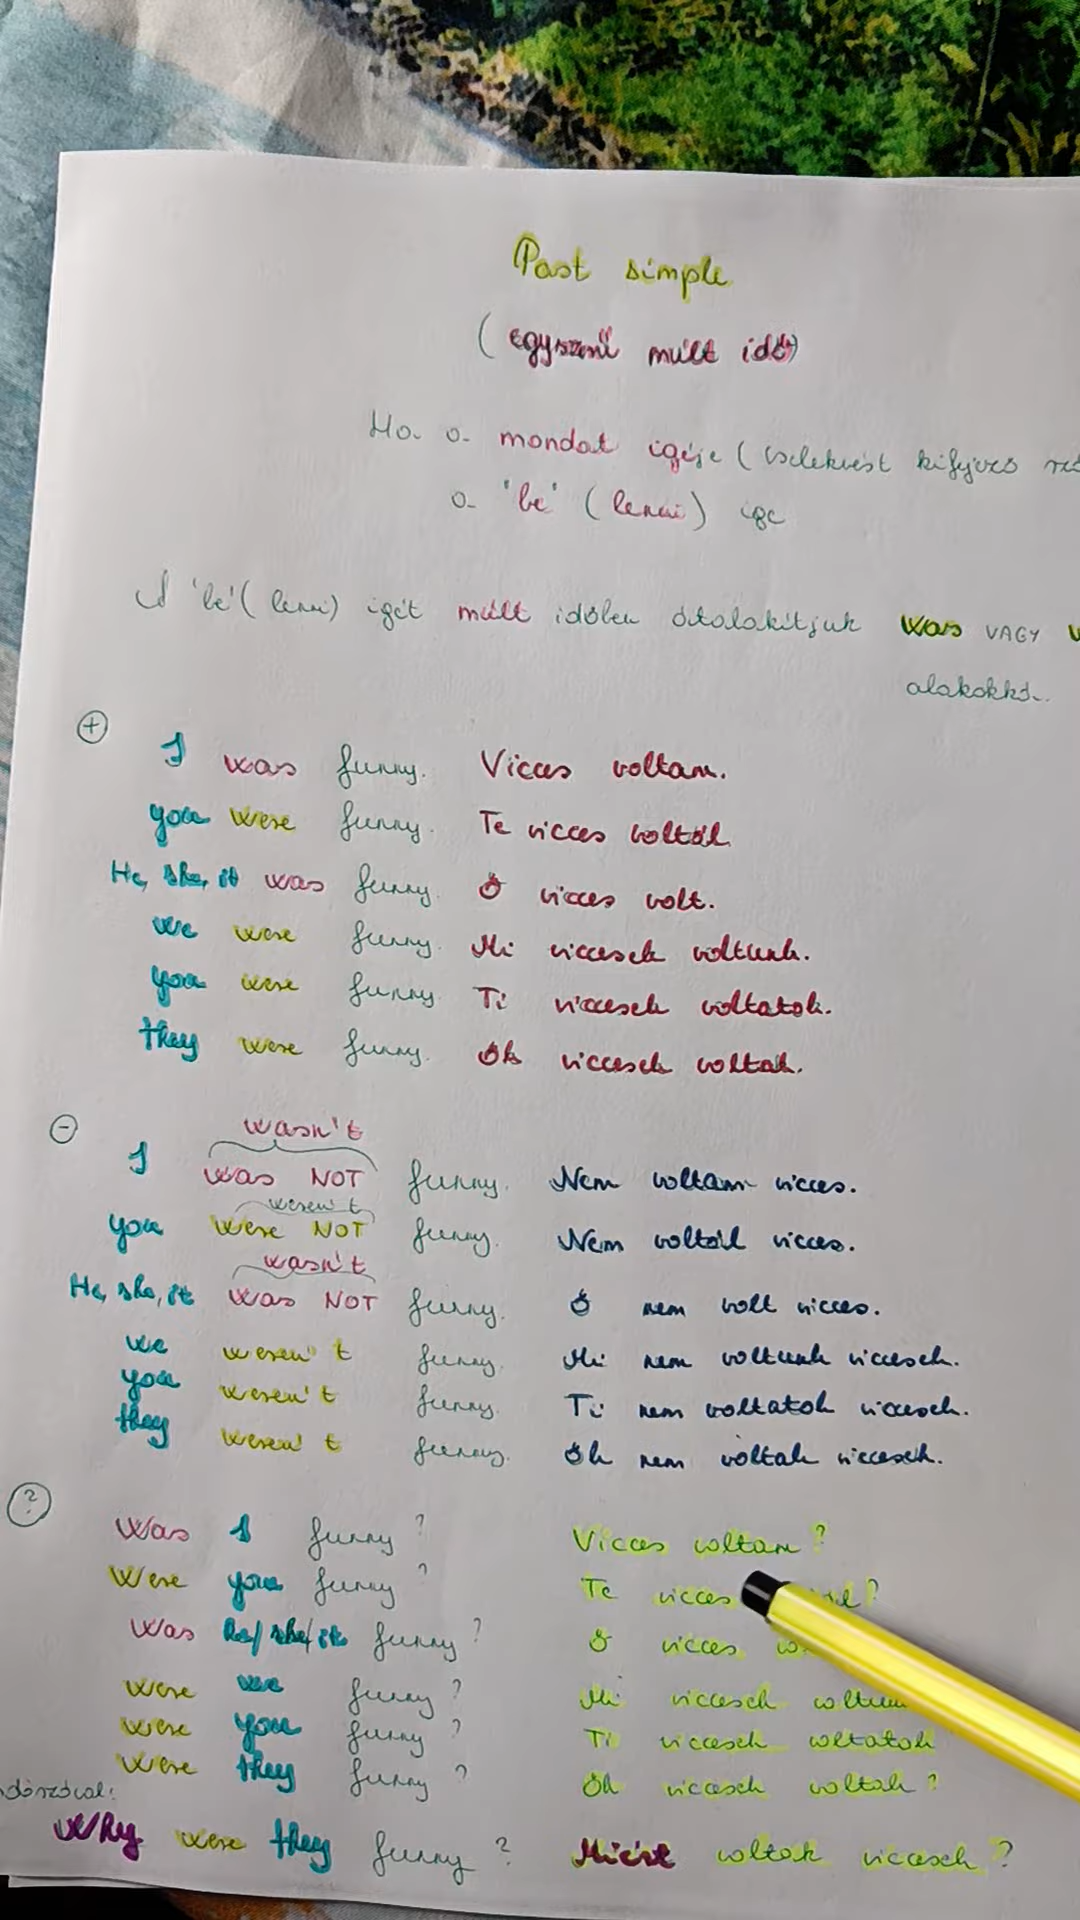 Past simple
(egyszerű múlt idő)
Ha a mondat igéje (cselekvést kifejező
a 'be' (lenni) ige
A 'be' (lenni) igét múlt időben átalakítjuk was VAGY
alakokká.
+
I was funny. Vicces voltam.
you were funny. Te vicces voltál.
He, she, it was funny. Ő vicces volt.
we were funny. Mi viccesek voltunk.
you were funny. Ti viccesek voltatok.
they were funny. Ők viccesek voltak.
-
wasn't
I was NOT funny. Nem voltam vicces.
weren't
you were NOT funny. Nem voltál vicces.
wasn't
He, she, it was NOT funny. Ő nem volt vicces.
we weren't funny. Mi nem voltunk viccesek.
you weren't funny. Ti nem voltatok viccesek.
they weren't funny. Ők nem voltak viccesek.
?
Was I funny? Vicces voltam?
Were you funny? Te vicces
Was he/she/it funny? Ő vicces
Were we funny? Mi viccesek
Were you funny? Ti viccesek voltatok
Were they funny? Ők viccesek voltak?
WHy were they funny? Miért voltak viccesek?